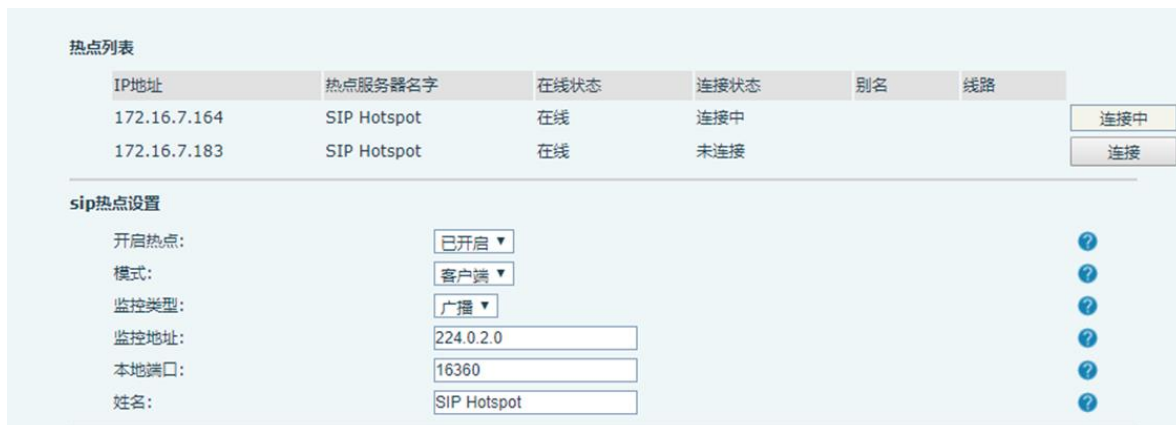 热点列表
IP地址 热点服务器名字 在线状态 连接状态 别名 线路
172.16.7.164 SIP Hotspot 在线 连接中 连接中
172.16.7.183 SIP Hotspot 在线 未连接 连接
sip热点设置
开启热点: 已开启
模式: 客户端
监控类型: 广播
监控地址: 224.0.2.0
本地端口: 16360
姓名: SIP Hotspot